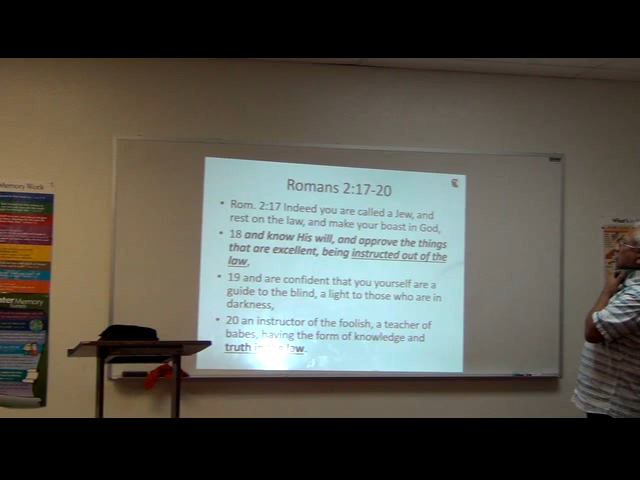 Memory Work
Romans 2:17-20
• Rom. 2:17 Indeed you are called a Jew, and
rest on the law, and make your boast in God,
• 18 and know His will, and approve the things
that are excellent, being instructed out of the
law,
• 19 and are confident that you yourself are a
guide to the blind, a light to those who are in
darkness,
• 20 an instructor of the foolish, a teacher of
babes, having the form of knowledge and
truth in the law.
Memory